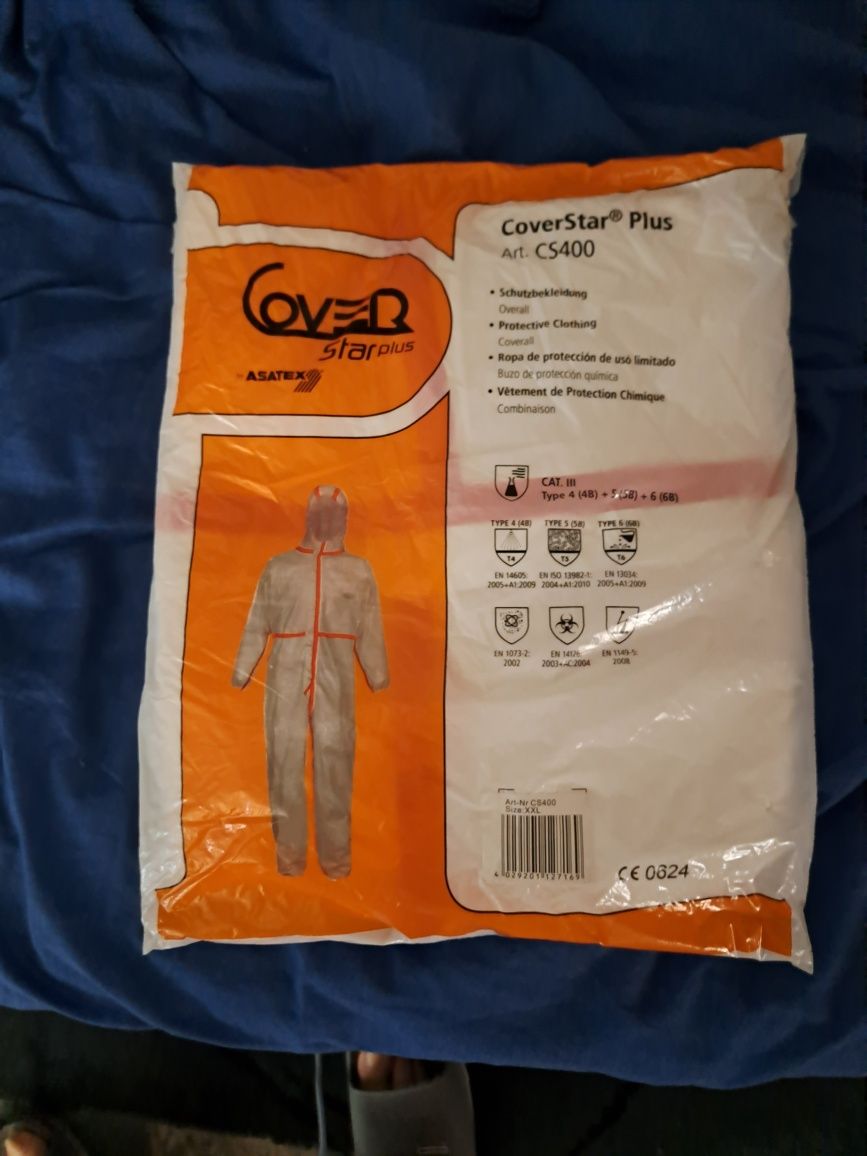 CoverStar® Plus
Art. CS400
• Schutzbekleidung
Overall
• Protective Clothing
Coverall
• Ropa de protección de uso limitado
Buzo de protección química
• Vêtement de Protection Chimique
Combinaison
COVER
star plus
by ASATEX
CAT. III
Type 4 (4B) + 5 (5B) + 6 (6B)
TYPE 4 (4B) TYPE 5 (5B) TYPE 6 (6B)
T4 T5 T6
EN 14605: EN ISO 13982-1: EN 13034:
2005+A1:2009 2004+A1:2010 2005+A1:2009
EN 1073-2: EN 14126: EN 1149-5:
2002 2003+AC:2004 2008
Art-Nr CS400
Size:XXL
4 029201 127169
CE 0624